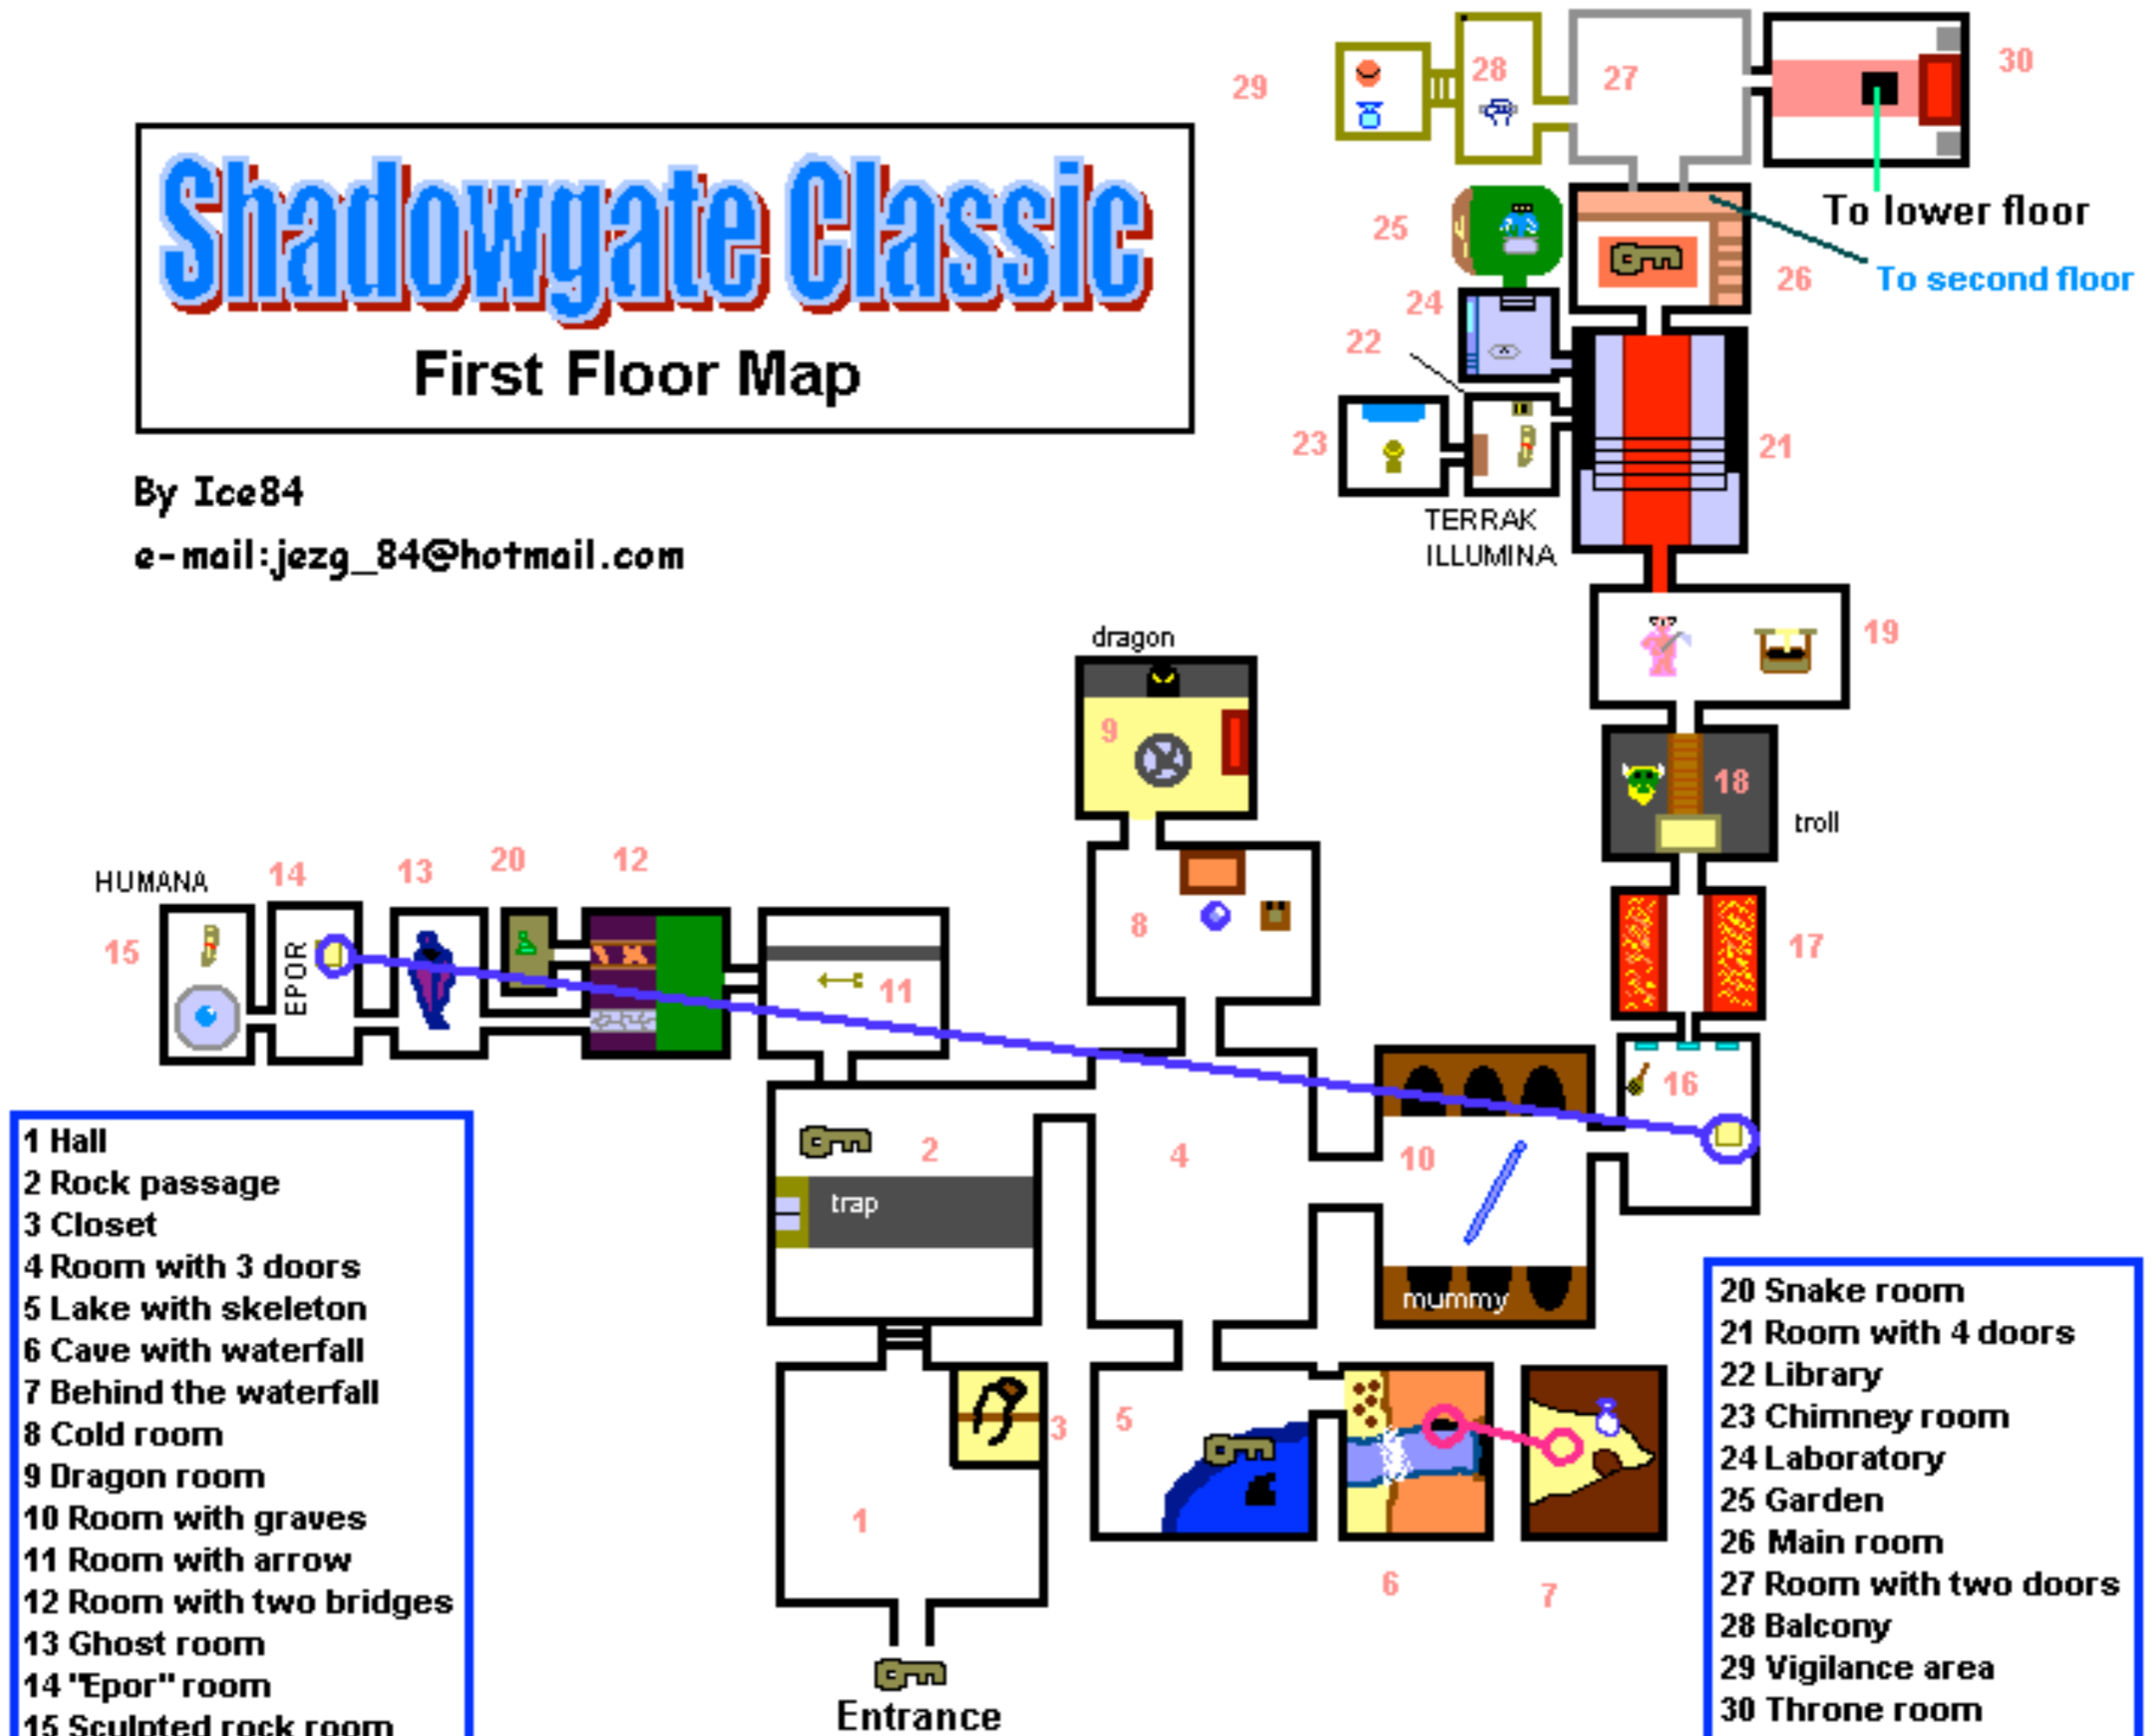 Shadowgate Classic
First Floor Map
By Ice84
e-mail:jezg_84@hotmail.com
29
28
27
30
To lower floor
25
26
To second floor
24
22
23
21
TERRAK
ILLUMINA
19
dragon
9
18
troll
HUMANA
14
13
20
12
8
15
EPOR
11
17
16
2
4
10
trap
mummy
3
5
1
6
7
Entrance
1 Hall
2 Rock passage
3 Closet
4 Room with 3 doors
5 Lake with skeleton
6 Cave with waterfall
7 Behind the waterfall
8 Cold room
9 Dragon room
10 Room with graves
11 Room with arrow
12 Room with two bridges
13 Ghost room
14 "Epor" room
15 Sculpted rock room
20 Snake room
21 Room with 4 doors
22 Library
23 Chimney room
24 Laboratory
25 Garden
26 Main room
27 Room with two doors
28 Balcony
29 Vigilance area
30 Throne room